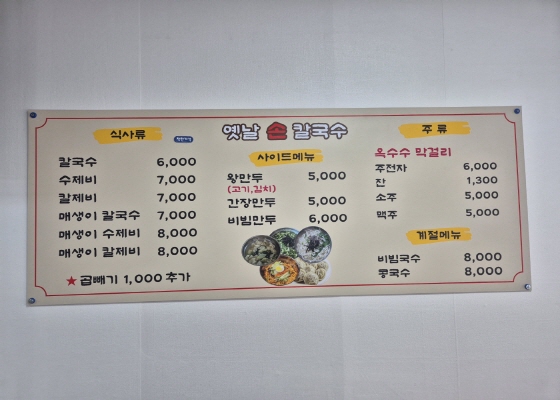 옛날 손 칼국수
식사류
칼국수 6,000
수제비 7,000
칼제비 7,000
매생이 칼국수 7,000
매생이 수제비 8,000
매생이 칼제비 8,000
★곱빼기 1,000 추가
사이드메뉴
왕만두 5,000
(고기,김치)
간장만두 5,000
비빔만두 6,000
주 류
옥수수 막걸리
주전자 6,000
잔 1,300
소주 5,000
맥주 5,000
계절메뉴
비빔국수 8,000
콩국수 8,000